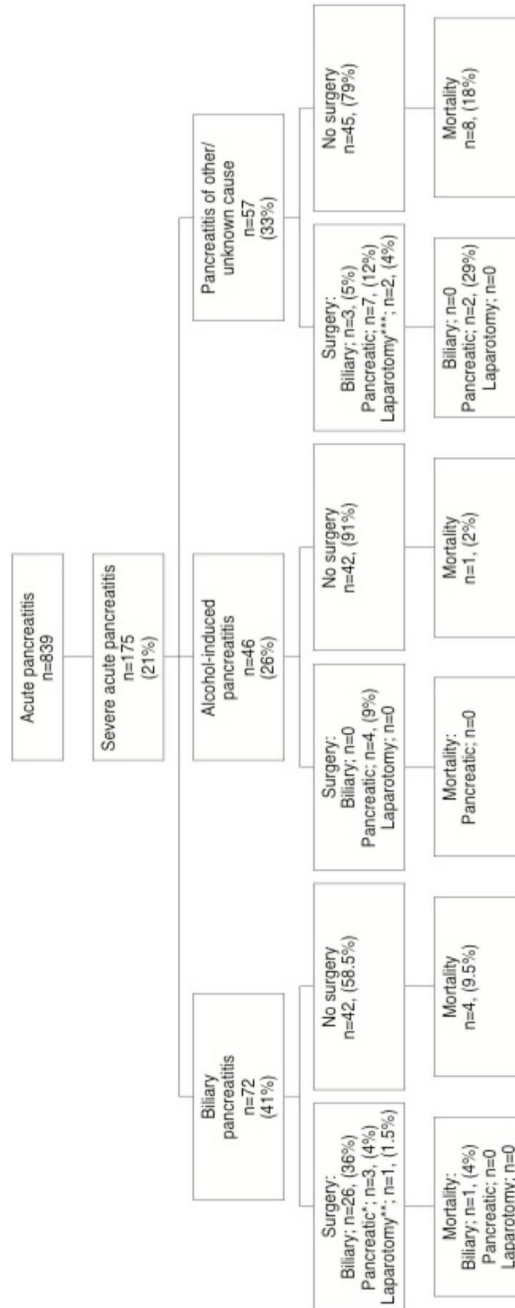 Acute pancreatitis
n=839
Severe acute pancreatitis
n=175
(21%)
Biliary
pancreatitis
n=72
(41%)
Alcohol-induced
pancreatitis
n=46
(26%)
Pancreatitis of other/
unknown cause
n=57
(33%)
Surgery:
Biliary; n=26, (36%)
Pancreatic*; n=3, (4%)
Laparotomy**; n=1, (1.5%)
No surgery
n=42, (58.5%)
Surgery:
Biliary; n=0
Pancreatic; n=4, (9%)
Laparotomy; n=0
No surgery
n=42, (91%)
Surgery:
Biliary; n=3, (5%)
Pancreatic; n=7, (12%)
Laparotomy***; n=2, (4%)
No surgery
n=45, (79%)
Mortality:
Biliary; n=1, (4%)
Pancreatic; n=0
Laparotomy; n=0
Mortality
n=4, (9.5%)
Mortality:
Pancreatic; n=0
Mortality
n=1, (2%)
Biliary; n=0
Pancreatic; n=2, (29%)
Laparotomy; n=0
Mortality
n=8, (18%)